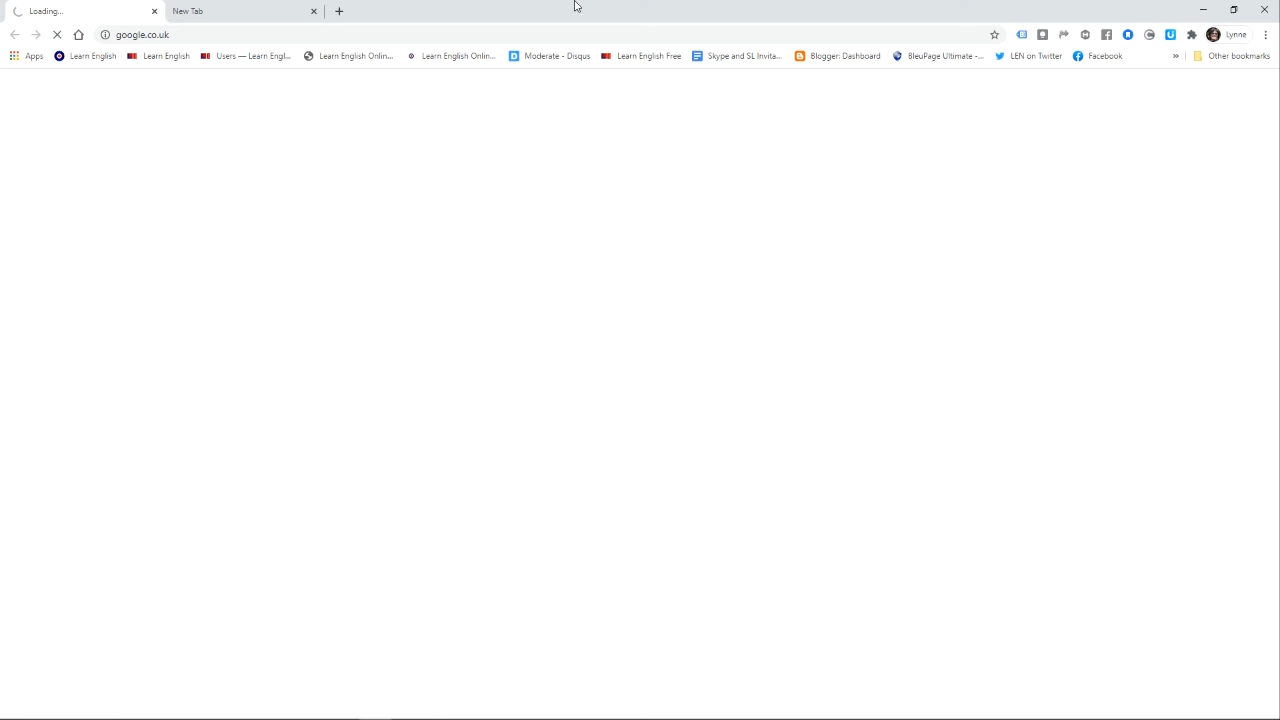 Loading...
New Tab
google.co.uk
Lynne
Apps
Learn English
Learn English
Users — Learn Engl...
Learn English Onlin...
Learn English Onlin...
Moderate - Disqus
Learn English Free
Skype and SL Invita...
Blogger: Dashboard
BleuPage Ultimate -...
LEN on Twitter
Facebook
»
Other bookmarks